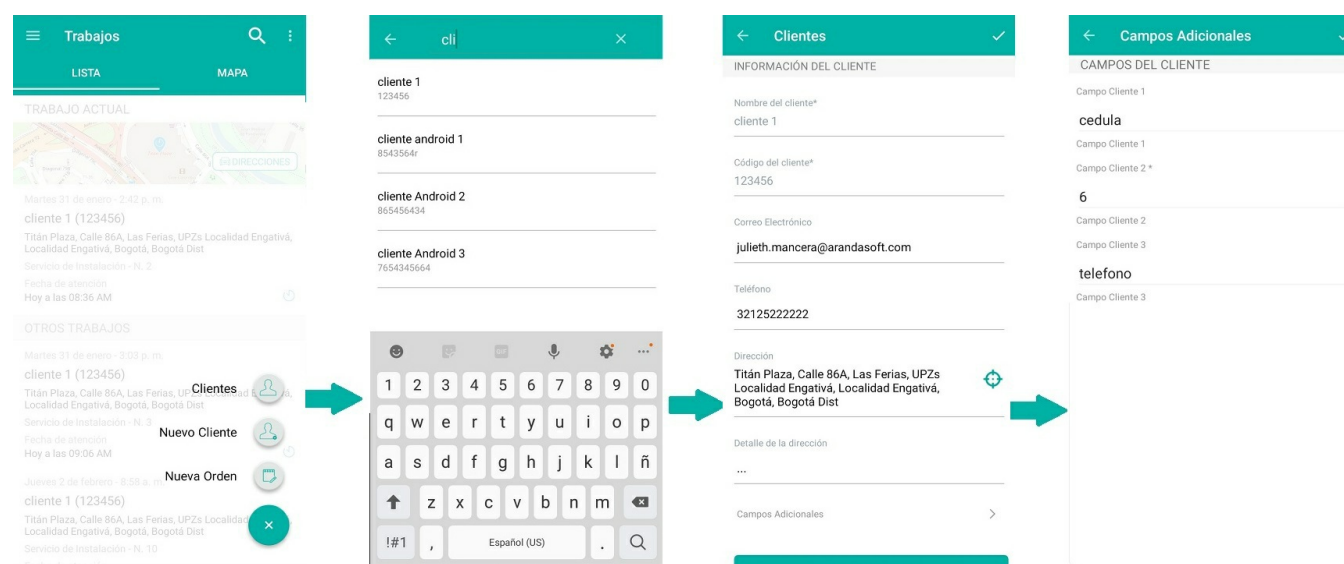 Trabajos
LISTA MAPA
TRABAJO ACTUAL
DIRECCIONES
Martes 31 de enero - 2:42 p. m.
cliente 1 (123456)
Titán Plaza, Calle 86A, Las Ferias, UPZs Localidad Engativá,
Localidad Engativá, Bogotá, Bogotá Dist
Servicio de Instalación - N. 2
Fecha de atención
Hoy a las 08:36 AM
OTROS TRABAJOS
Martes 31 de enero - 3:03 p. m.
cliente 1 (123456)
Clientes
Titán Plaza, Calle 86A, Las Ferias, UPZs Localidad
Localidad Engativá, Bogotá, Bogotá Dist
Servicio de Instalación - N. 3
Nuevo Cliente
Fecha de atención
Hoy a las 09:06 AM
Nueva Orden
Jueves 2 de febrero - 8:58 a. m.
cliente 1 (123456)
Titán Plaza, Calle 86A, Las Ferias, UPZs Localidad
Localidad Engativá, Bogotá, Bogotá Dist
Servicio de Instalación - N. 10
cli
cliente 1
123456
cliente android 1
8543564r
cliente Android 2
865456434
cliente Android 3
7654345664
GIF
1 2 3 4 5 6 7 8 9 0
q w e r t y u i o p
a s d f g h j k l ñ
z x c v b n m
!#1 , Español (US) .
Clientes
INFORMACIÓN DEL CLIENTE
Nombre del cliente*
cliente 1
Código del cliente*
123456
Correo Electrónico
julieth.mancera@arandasoft.com
Teléfono
32125222222
Dirección
Titán Plaza, Calle 86A, Las Ferias, UPZs
Localidad Engativá, Localidad Engativá,
Bogotá, Bogotá Dist
Detalle de la dirección
...
Campos Adicionales
Campos Adicionales
CAMPOS DEL CLIENTE
Campo Cliente 1
cedula
Campo Cliente 1
Campo Cliente 2 *
6
Campo Cliente 2
Campo Cliente 3
telefono
Campo Cliente 3